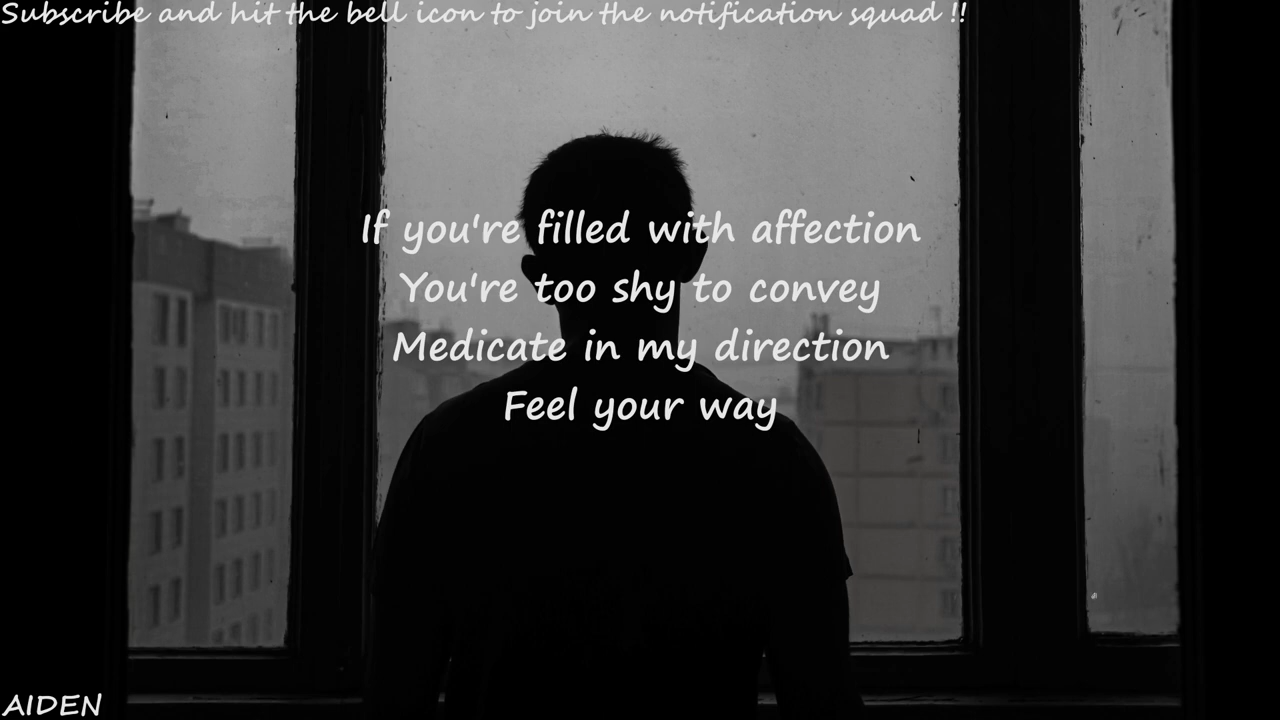 Subscribe and hit the bell icon to join the notification squad !!
If you're filled with affection
You're too shy to convey
Medicate in my direction
Feel your way
AIDEN